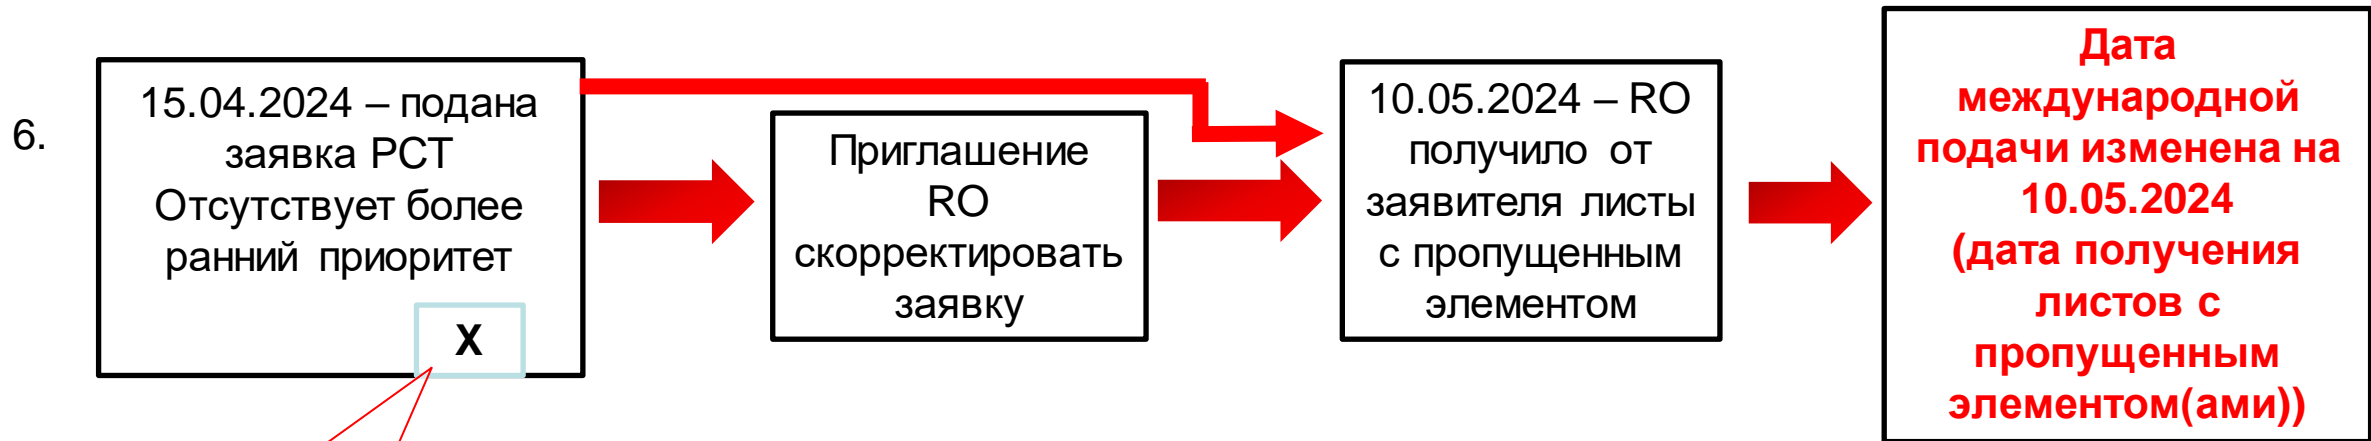 6.
15.04.2024 – подана
заявка РСТ
Отсутствует более
ранний приоритет
X
Приглашение
RO
скорректировать
заявку
10.05.2024 – RO
получило от
заявителя листы
с пропущенным
элементом
Дата
международной
подачи изменена на
10.05.2024
(дата получения
листов с
пропущенным
элементом(ами))